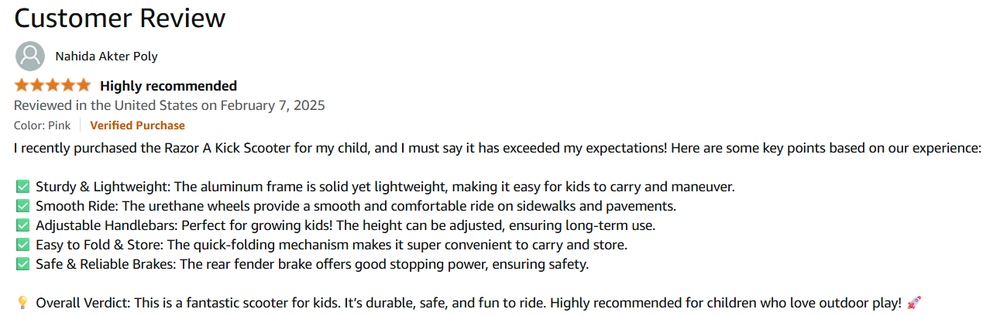 Customer Review
Nahida Akter Poly
Highly recommended
Reviewed in the United States on February 7, 2025
Color: Pink | Verified Purchase
I recently purchased the Razor A Kick Scooter for my child, and I must say it has exceeded my expectations! Here are some key points based on our experience:
✅ Sturdy & Lightweight: The aluminum frame is solid yet lightweight, making it easy for kids to carry and maneuver.
✅ Smooth Ride: The urethane wheels provide a smooth and comfortable ride on sidewalks and pavements.
✅ Adjustable Handlebars: Perfect for growing kids! The height can be adjusted, ensuring long-term use.
✅ Easy to Fold & Store: The quick-folding mechanism makes it super convenient to carry and store.
✅ Safe & Reliable Brakes: The rear fender brake offers good stopping power, ensuring safety.
💡 Overall Verdict: This is a fantastic scooter for kids. It’s durable, safe, and fun to ride. Highly recommended for children who love outdoor play! 🚀